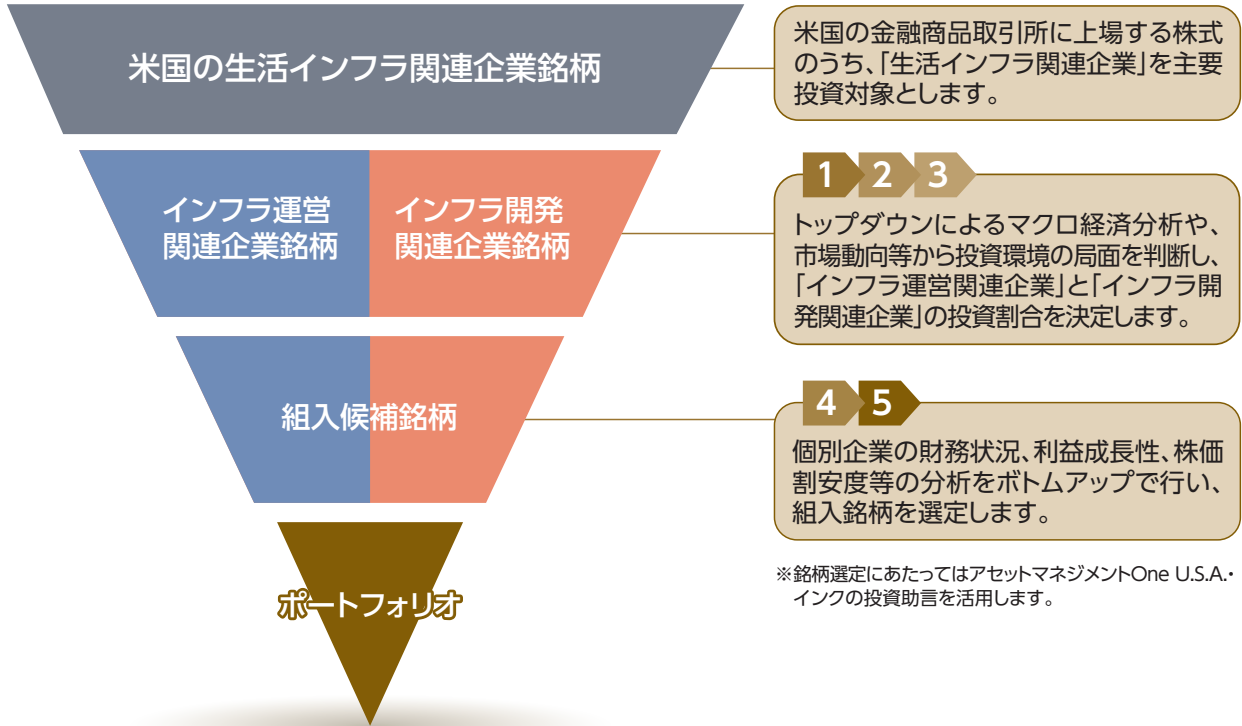 米国の生活インフラ関連企業銘柄
米国の金融商品取引所に上場する株式
のうち、「生活インフラ関連企業」を主要
投資対象とします。
インフラ運営
関連企業銘柄
インフラ開発
関連企業銘柄
1 2 3
トップダウンによるマクロ経済分析や、
市場動向等から投資環境の局面を判断し、
「インフラ運営関連企業」と「インフラ開
発関連企業」の投資割合を決定します。
組入候補銘柄
4 5
個別企業の財務状況、利益成長性、株価
割安度等の分析をボトムアップで行い、
組入銘柄を選定します。
※銘柄選定にあたってはアセットマネジメントOne U.S.A.・
インクの投資助言を活用します。
ポートフォリオ